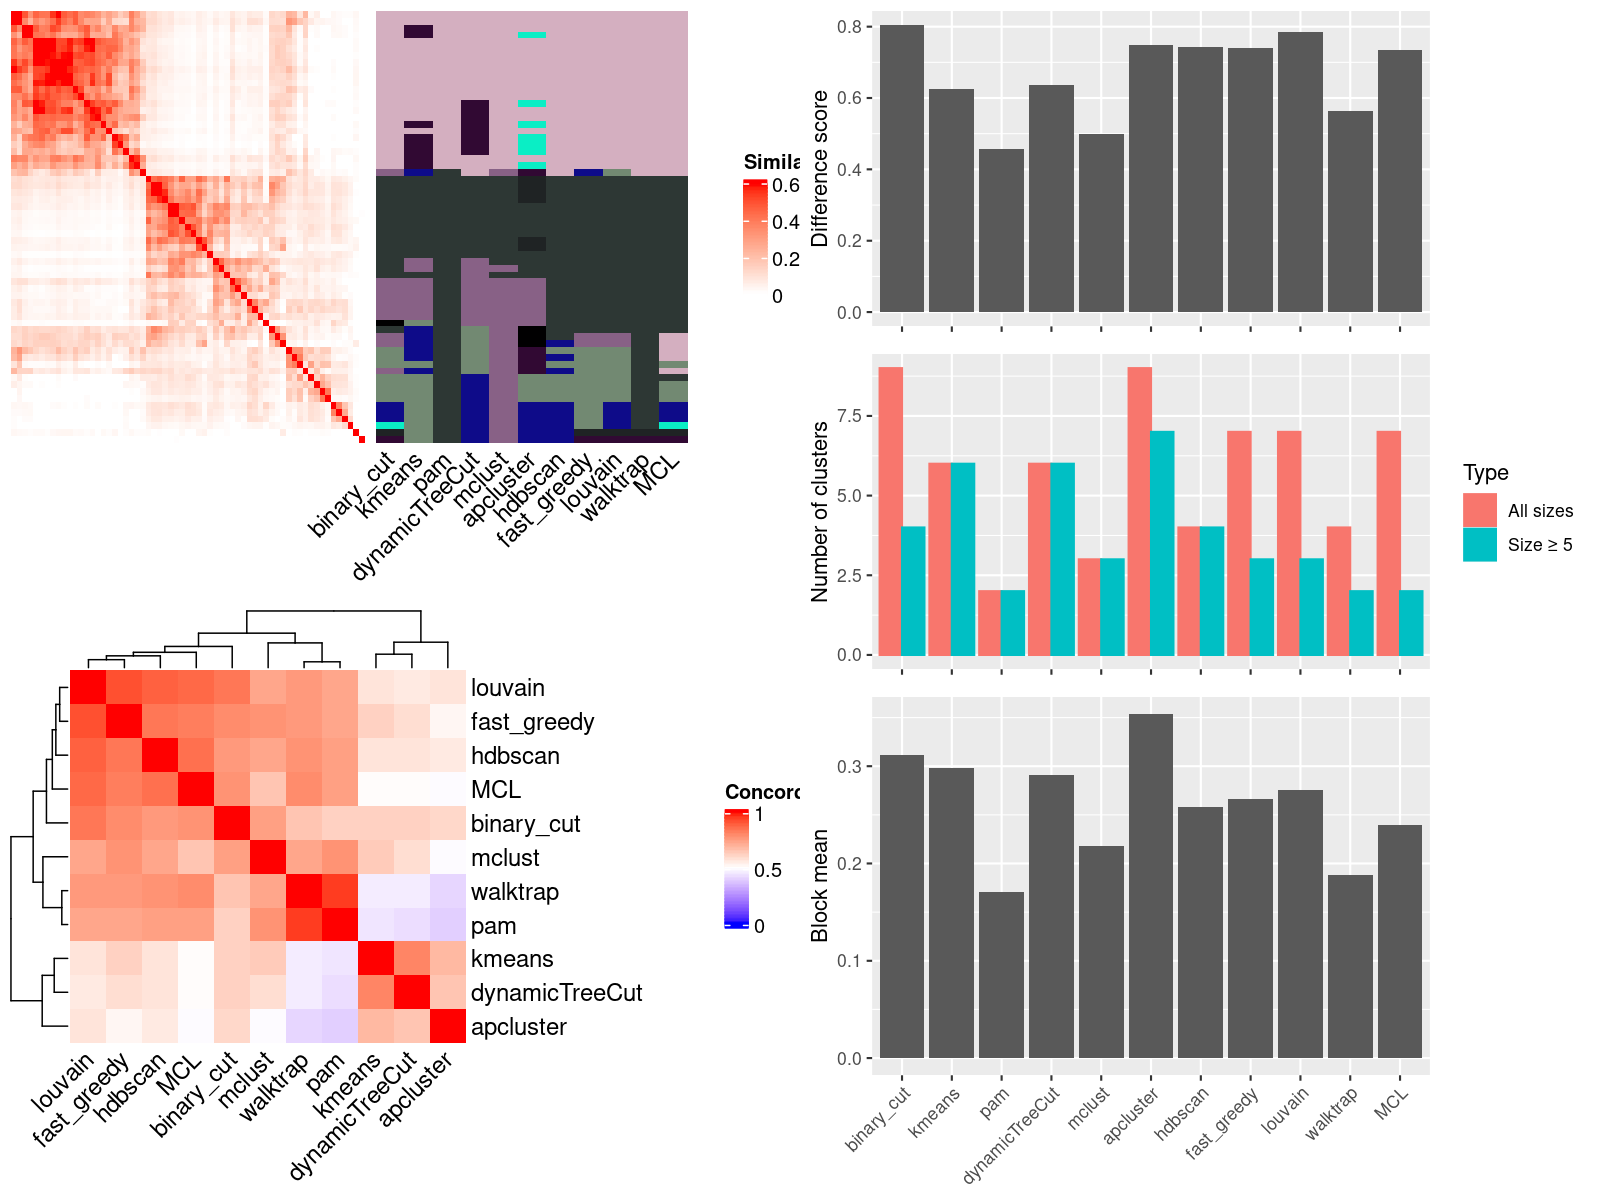 Simila
0.6
0.4
0.2
0
binary_cut
kmeans
pam
dynamicTreeCut
mclust
apcluster
hdbscan
fast_greedy
louvain
walktrap
MCL
louvain
fast_greedy
hdbscan
MCL
binary_cut
mclust
walktrap
pam
kmeans
dynamicTreeCut
apcluster
louvain
fast_greedy
hdbscan
MCL
binary_cut
mclust
walktrap
pam
kmeans
dynamicTreeCut
apcluster
Concord
1
0.5
0
Difference score
0.8
0.6
0.4
0.2
0.0
Number of clusters
7.5
5.0
2.5
0.0
Type
All sizes
Size ≥ 5
Block mean
0.3
0.2
0.1
0.0
binary_cut
kmeans
pam
dynamicTreeCut
mclust
apcluster
hdbscan
fast_greedy
louvain
walktrap
MCL